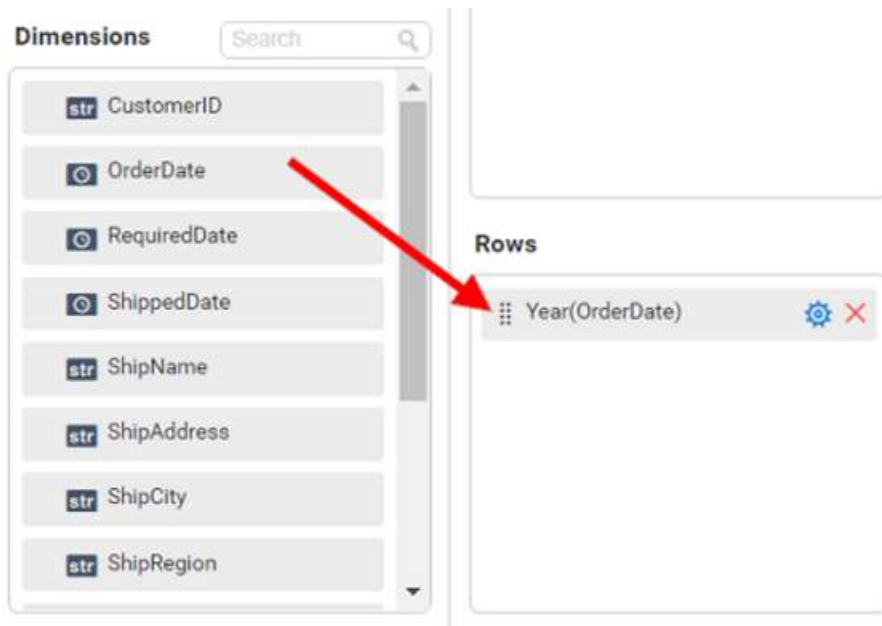 Dimensions
Search
str CustomerID
OrderDate
RequiredDate
ShippedDate
str ShipName
str ShipAddress
str ShipCity
str ShipRegion
Rows
Year(OrderDate)